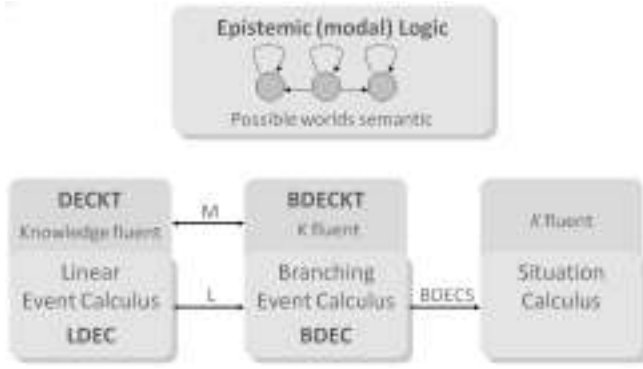 Epistemic (modal) Logic
Possible worlds semantic
DECKT
Knowledge fluent
Linear
Event Calculus
LDEC
M
L
BDECKT
K fluent
Branching
Event Calculus
BDEC
BDECS
K fluent
Situation
Calculus